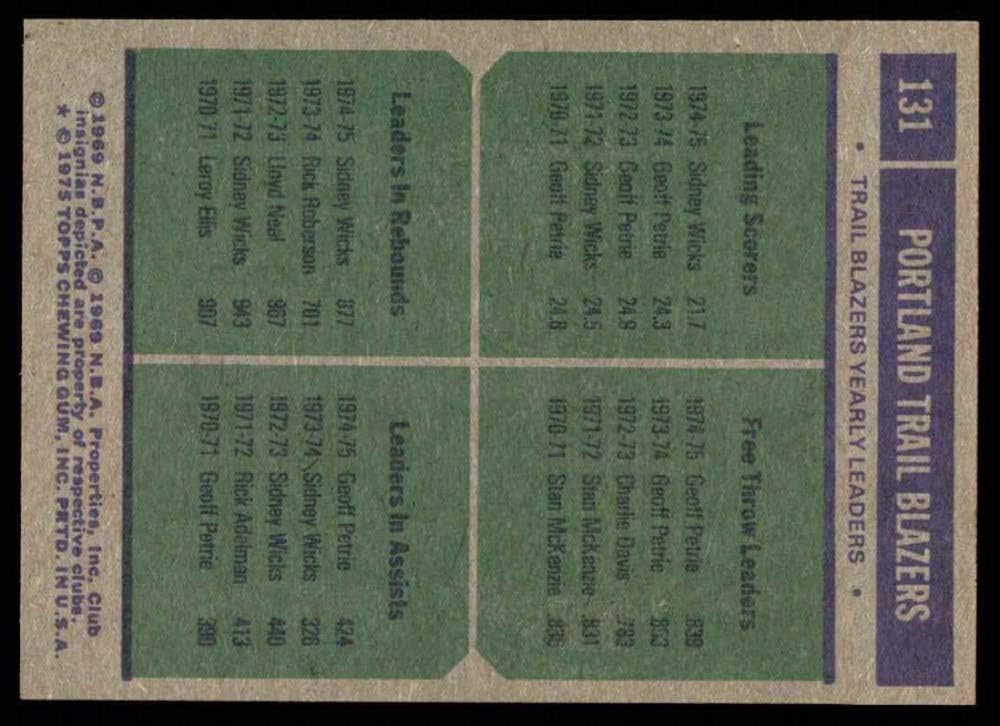 131 PORTLAND TRAIL BLAZERS
• TRAIL BLAZERS YEARLY LEADERS •
Leading Scorers
1974-75 Sidney Wicks 21.7
1973-74 Geoff Petrie 24.3
1972-73 Geoff Petrie 24.9
1971-72 Sidney Wicks 24.5
1970-71 Geoff Petrie 24.8
Free Throw Leaders
1974-75 Geoff Petrie
1973-74 Geoff Petrie
1972-73 Charlie Davis
1971-72 Stan McKenzie
1970-71 Stan McKenzie
Leaders In Rebounds
1974-75 Sidney Wicks 877
1973-74 Rick Roberson 701
1972-73 Lloyd Neal 967
1971-72 Sidney Wicks 943
1970-71 Leroy Ellis 907
Leaders In Assists
1974-75 Geoff Petrie 424
1973-74 Sidney Wicks 326
1972-73 Sidney Wicks 440
1971-72 Rick Adelman 413
1970-71 Geoff Petrie 390
© 1969 N.B.P.A. © 1969 N.B.A. Properties, Inc. Club
insignias depicted are property of respective clubs.
* © 1975 TOPPS CHEWING GUM, INC. PRTD. IN U.S.A.